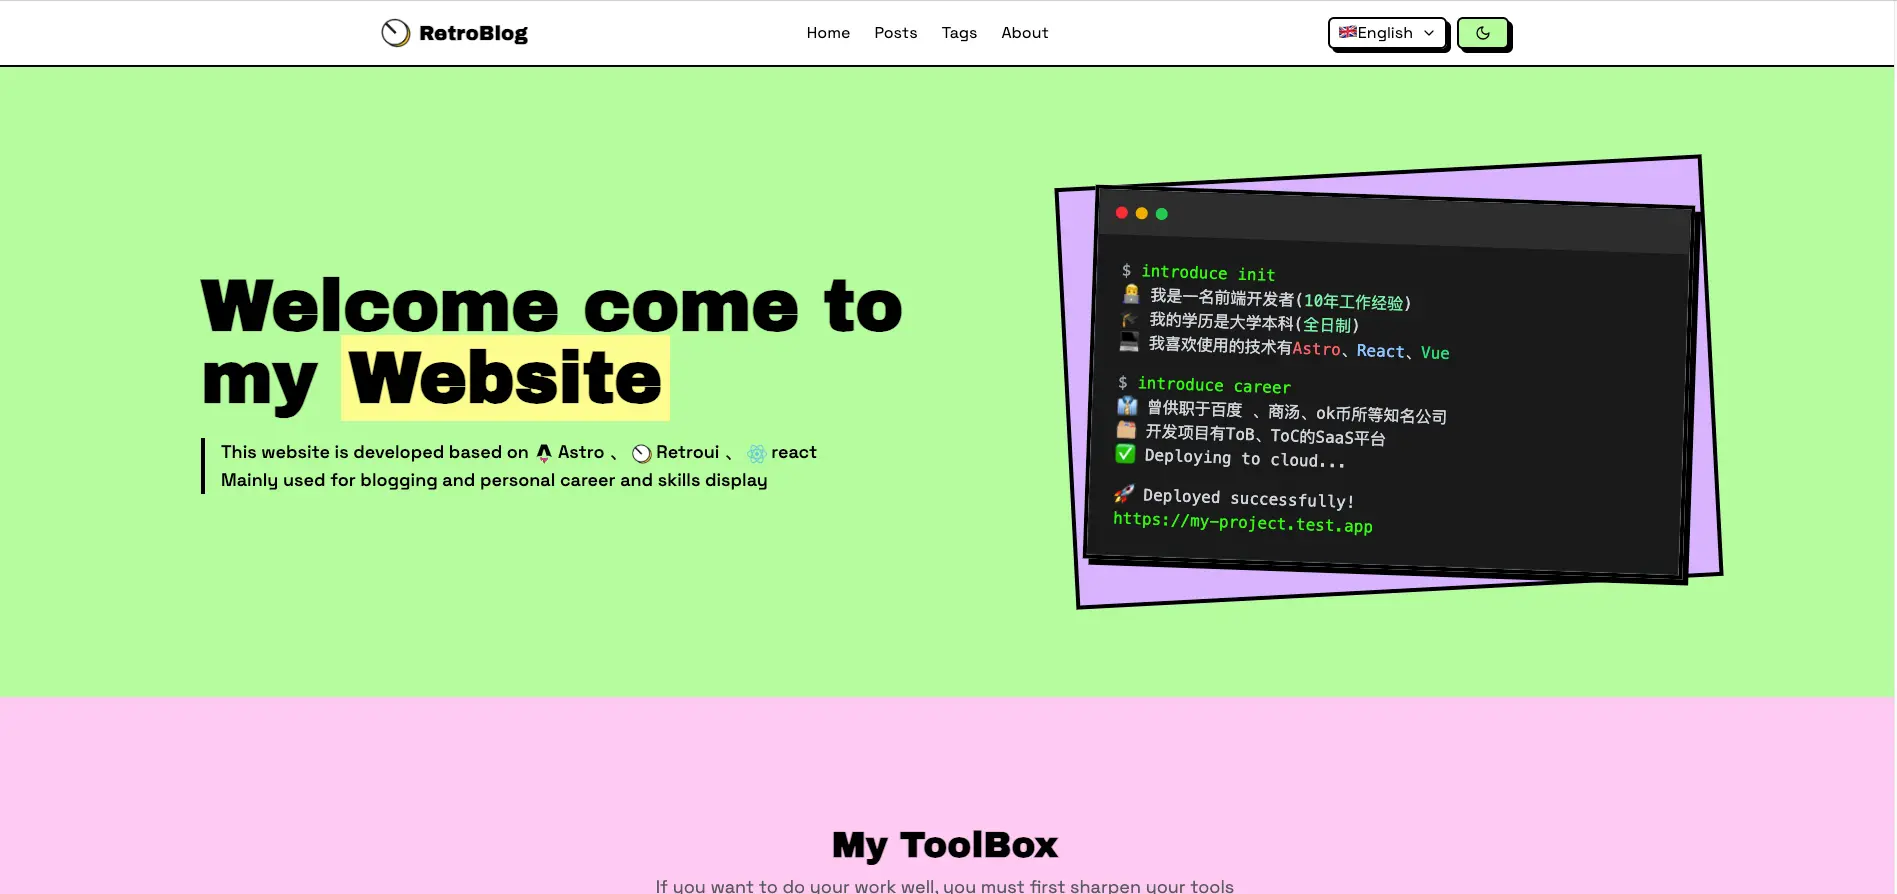 RetroBlog
Home Posts Tags About
🇬🇧English
Welcome come to
my Website
This website is developed based on Astro 、 Retroui 、 react
Mainly used for blogging and personal career and skills display
$ introduce init
👨‍💻 我是一名前端开发者(10年工作经验)
🎓 我的学历是大学本科(全日制)
💻 我喜欢使用的技术有Astro、React、Vue
$ introduce career
👔 曾供职于百度 、商汤、ok币所等知名公司
🗂️ 开发项目有ToB、ToC的SaaS平台
✅ Deploying to cloud...
🚀 Deployed successfully!
https://my-project.test.app
My ToolBox
If you want to do your work well, you must first sharpen your tools